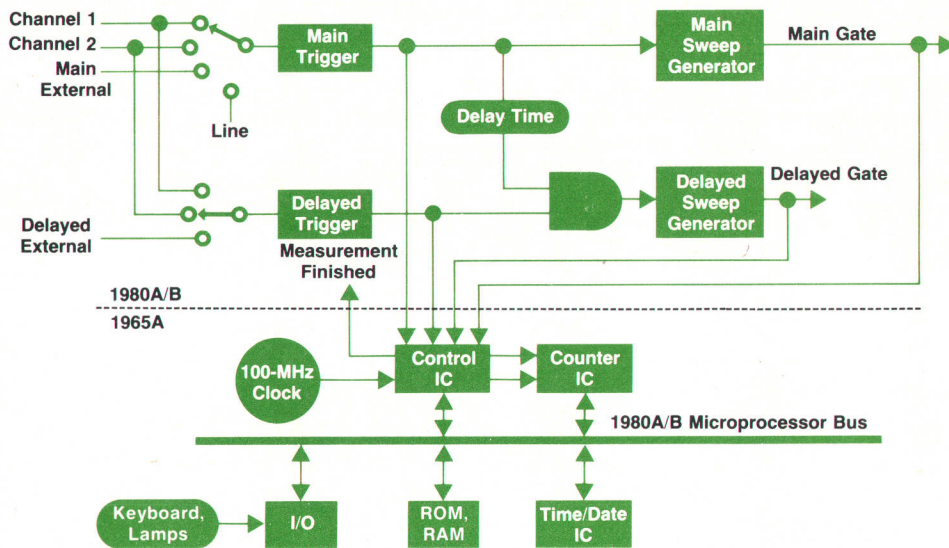 Channel 1
Channel 2
Main
External
Line
Main
Trigger
Main
Sweep
Generator
Main Gate
Delay Time
Delayed
External
Delayed
Trigger
Delayed
Sweep
Generator
Delayed Gate
Measurement
Finished
1980A/B
1965A
100-MHz
Clock
Control
IC
Counter
IC
1980A/B Microprocessor Bus
Keyboard,
Lamps
I/O
ROM,
RAM
Time/Date
IC